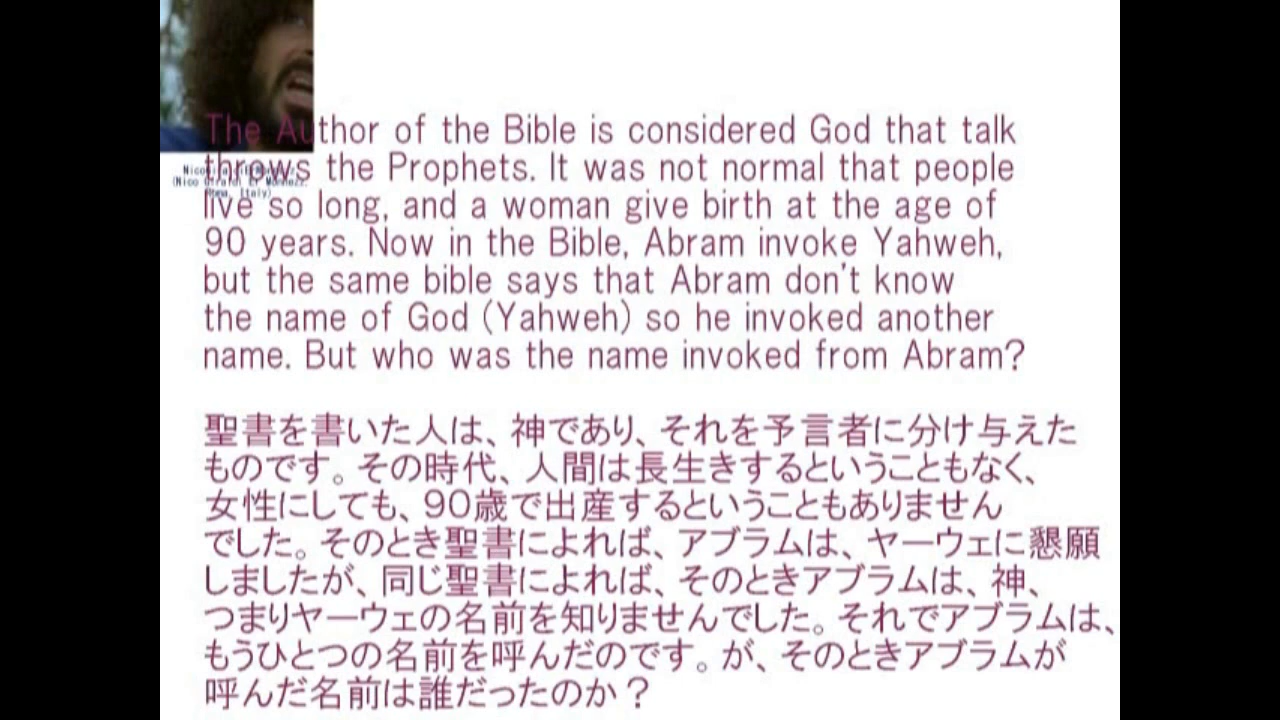 The Author of the Bible is considered God that talk
throws the Prophets. It was not normal that people
live so long, and a woman give birth at the age of
90 years. Now in the Bible, Abram invoke Yahweh,
but the same bible says that Abram don't know
the name of God (Yahweh) so he invoked another
name. But who was the name invoked from Abram?
聖書を書いた人は、神であり、それを予言者に分け与えた
ものです。その時代、人間は長生きするということもなく、
女性にしても、90歳で出産するということもありません
でした。そのとき聖書によれば、アブラムは、ヤーウェに懇願
しましたが、同じ聖書によれば、そのときアブラムは、神、
つまりヤーウェの名前を知りませんでした。それでアブラムは、
もうひとつの名前を呼んだのです。が、そのときアブラムが
呼んだ名前は誰だったのか？